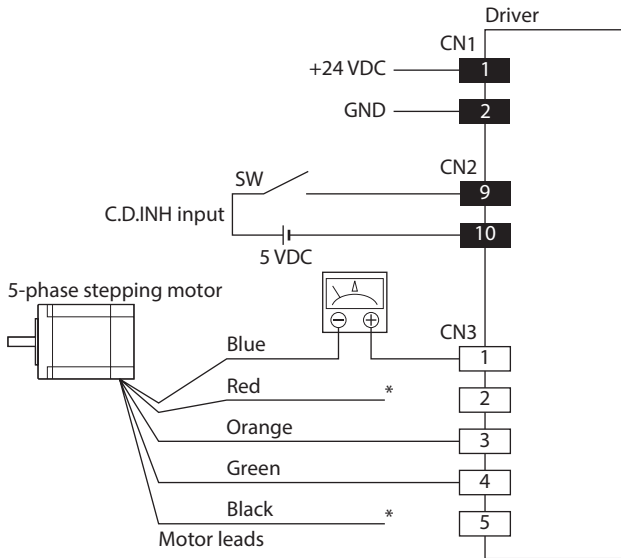 Driver
CN1
+24 VDC
1
GND
2
CN2
SW
9
C.D.INH input
10
5 VDC
5-phase stepping motor
− +
CN3
Blue
1
Red
*
2
Orange
3
Green
4
Black
*
5
Motor leads